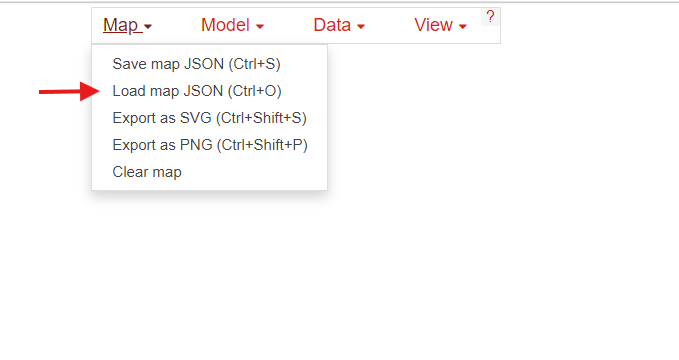 Map Model Data View ?
Save map JSON (Ctrl+S)
Load map JSON (Ctrl+O)
Export as SVG (Ctrl+Shift+S)
Export as PNG (Ctrl+Shift+P)
Clear map